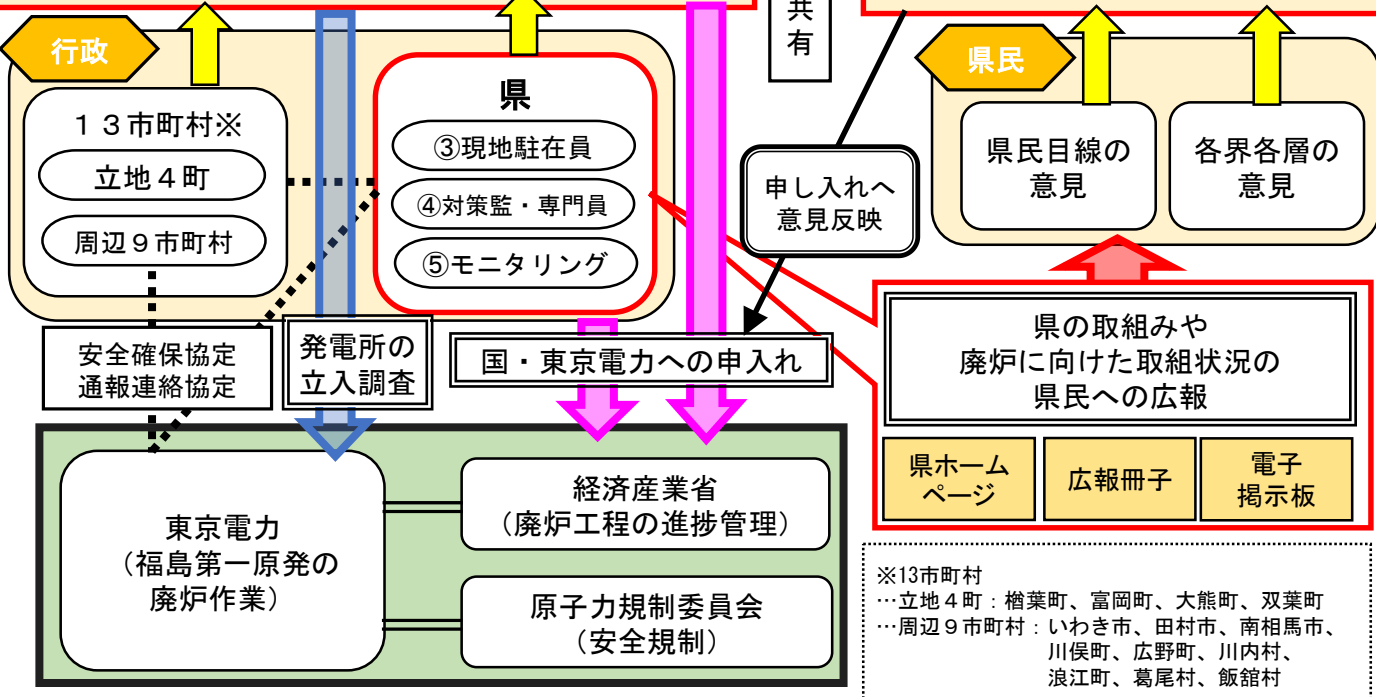 共
有
行政
１３市町村※
立地４町
周辺９市町村
県
③現地駐在員
④対策監・専門員
⑤モニタリング
申し入れへ
意見反映
県民
県民目線の
意見
各界各層の
意見
安全確保協定
通報連絡協定
発電所の
立入調査
国・東京電力への申入れ
県の取組みや
廃炉に向けた取組状況の
県民への広報
県ホーム
ページ
広報冊子
電子
掲示板
東京電力
（福島第一原発の
廃炉作業）
経済産業省
（廃炉工程の進捗管理）
原子力規制委員会
（安全規制）
※13市町村
…立地４町：楢葉町、富岡町、大熊町、双葉町
…周辺９市町村：いわき市、田村市、南相馬市、
川俣町、広野町、川内村、
浪江町、葛尾村、飯舘村